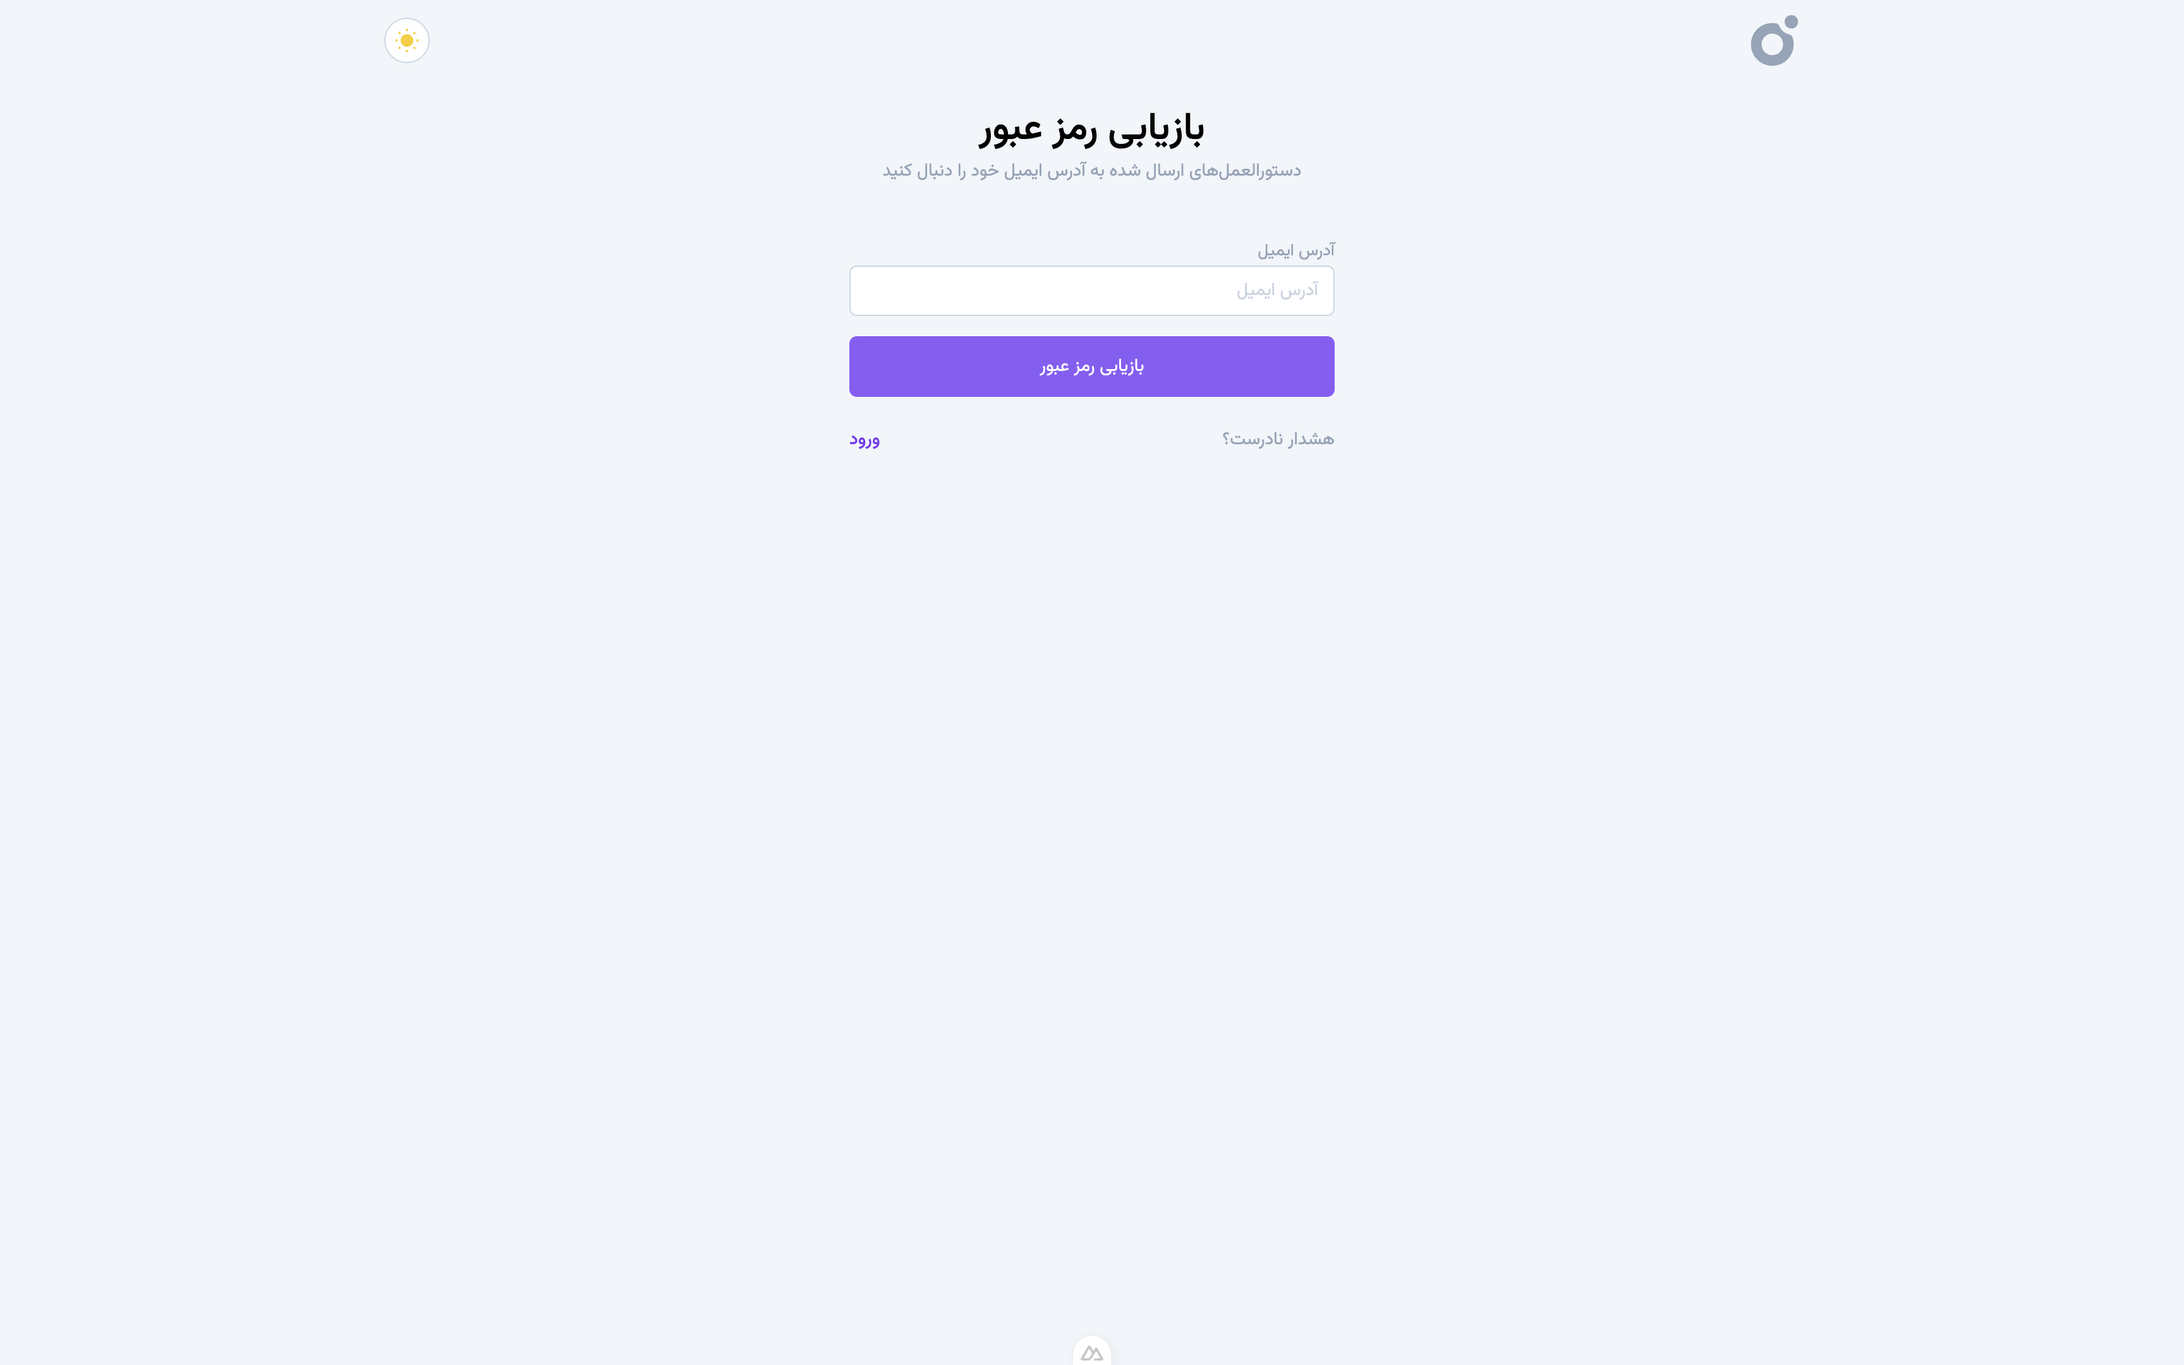 بازیابی رمز عبور
دستورالعمل‌های ارسال شده به آدرس ایمیل خود را دنبال کنید
آدرس ایمیل
آدرس ایمیل
بازیابی رمز عبور
هشدار نادرست؟
ورود